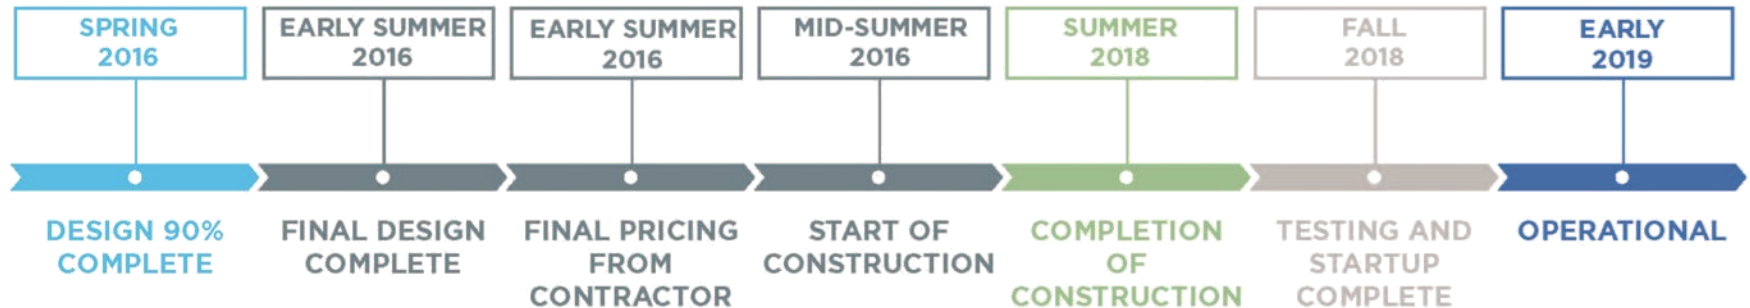 SPRING
2016
EARLY SUMMER
2016
EARLY SUMMER
2016
MID-SUMMER
2016
SUMMER
2018
FALL
2018
EARLY
2019
DESIGN 90%
COMPLETE
FINAL DESIGN
COMPLETE
FINAL PRICING
FROM
CONTRACTOR
START OF
CONSTRUCTION
COMPLETION
OF
CONSTRUCTION
TESTING AND
STARTUP
COMPLETE
OPERATIONAL